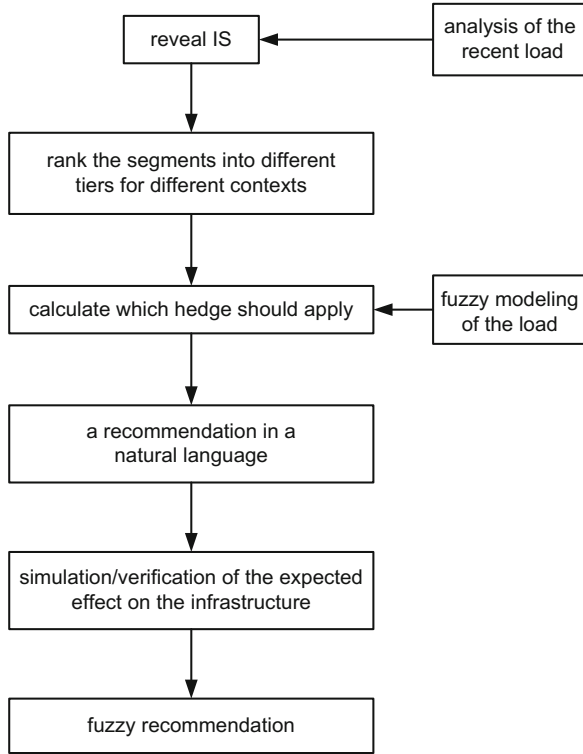 reveal IS
analysis of the
recent load
rank the segments into different
tiers for different contexts
calculate which hedge should apply
fuzzy modeling
of the load
a recommendation in a
natural language
simulation/verification of the expected
effect on the infrastructure
fuzzy recommendation